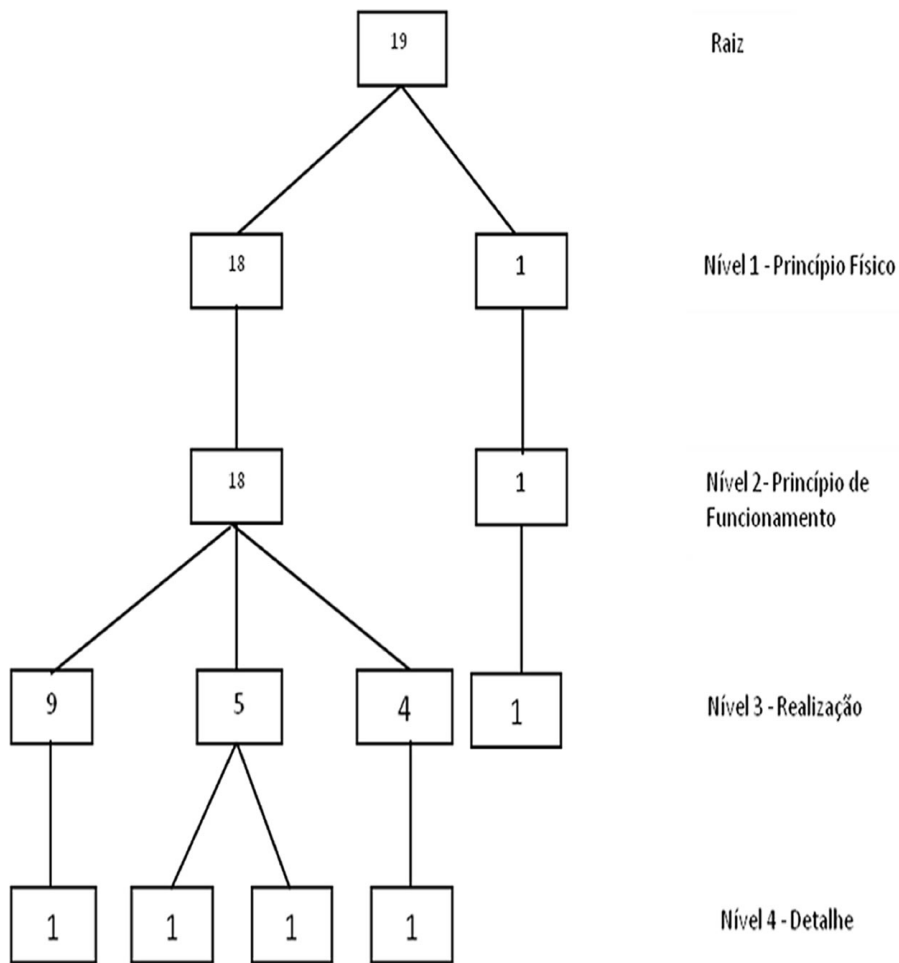 19
Raiz
18
1
Nível 1 - Princípio Físico
18
1
Nível 2- Princípio de
Funcionamento
9
5
4
1
Nível 3 - Realização
1
1
1
1
Nível 4 - Detalhe